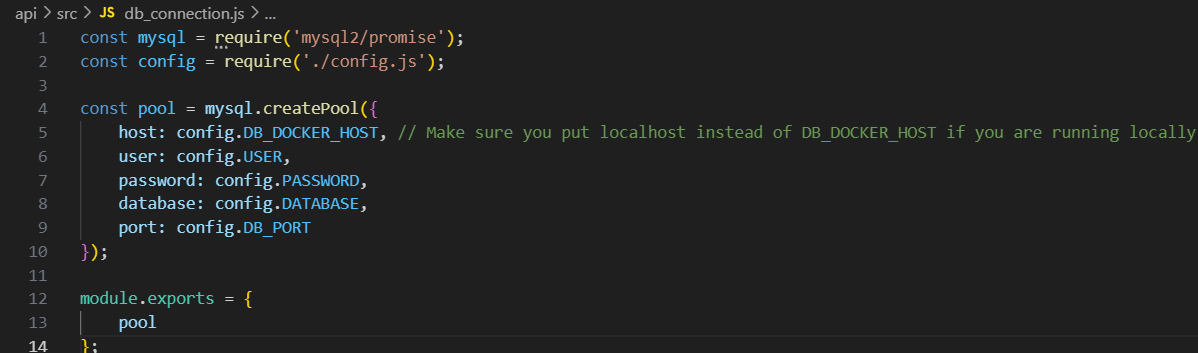 api > src > JS db_connection.js > ...
1 const mysql = require('mysql2/promise');
2 const config = require('./config.js');
3
4 const pool = mysql.createPool({
5     host: config.DB_DOCKER_HOST, // Make sure you put localhost instead of DB_DOCKER_HOST if you are running locally
6     user: config.USER,
7     password: config.PASSWORD,
8     database: config.DATABASE,
9     port: config.DB_PORT
10 });
11
12 module.exports = {
13     pool
14 };